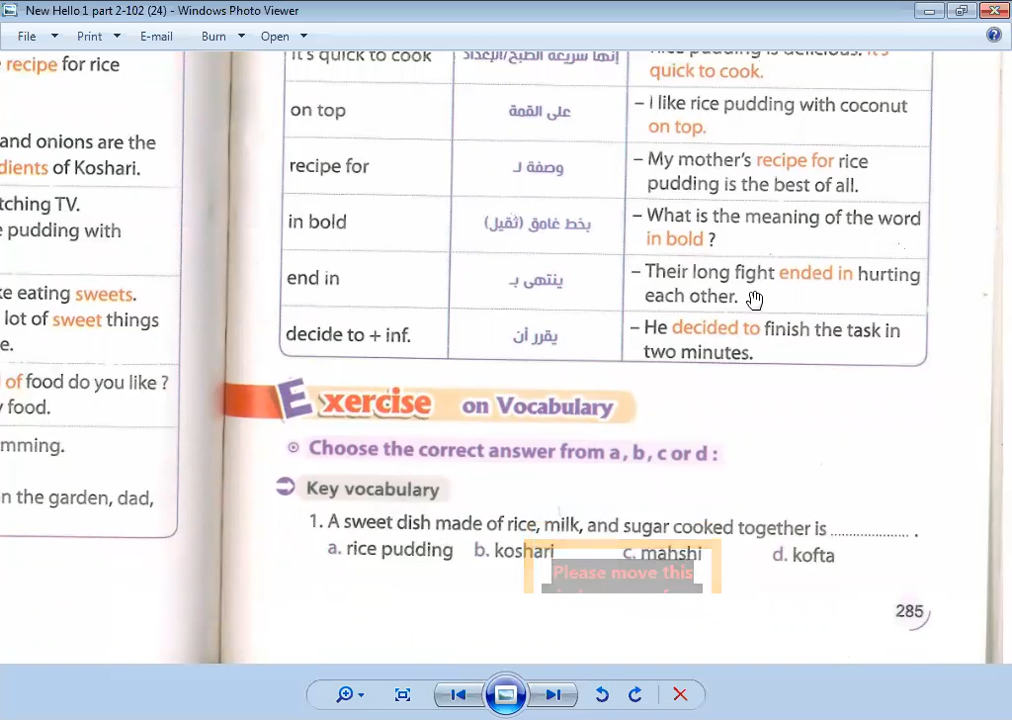 New Hello 1 part 2-102 (24) - Windows Photo Viewer
File Print E-mail Burn Open
recipe for rice
and onions are the
dients of Koshari.
tching TV.
pudding with
ke eating sweets.
lot of sweet things
e.
of food do you like ?
food.
mming.
n the garden, dad,
it's quick to cook إنها سريعة الطبخ/الإعداد
quick to cook.
on top على القمة – I like rice pudding with coconut
on top.
recipe for وصفة لـ – My mother's recipe for rice
pudding is the best of all.
in bold بخط غامق (ثقيل) – What is the meaning of the word
in bold ?
end in ينتهى بـ – Their long fight ended in hurting
each other.
decide to + inf. يقرر أن – He decided to finish the task in
two minutes.
Exercise on Vocabulary
Choose the correct answer from a, b, c or d :
Key vocabulary
1. A sweet dish made of rice, milk, and sugar cooked together is .................. .
a. rice pudding b. koshari c. mahshi d. kofta
Please move this
285